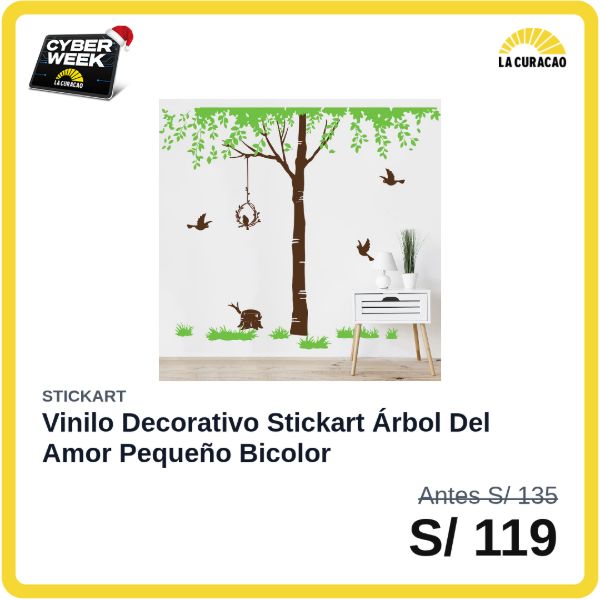 CYBER
WEEK
LA CURACAO
LA CURACAO
STICKART
Vinilo Decorativo Stickart Árbol Del
Amor Pequeño Bicolor
Antes S/ 135
S/ 119